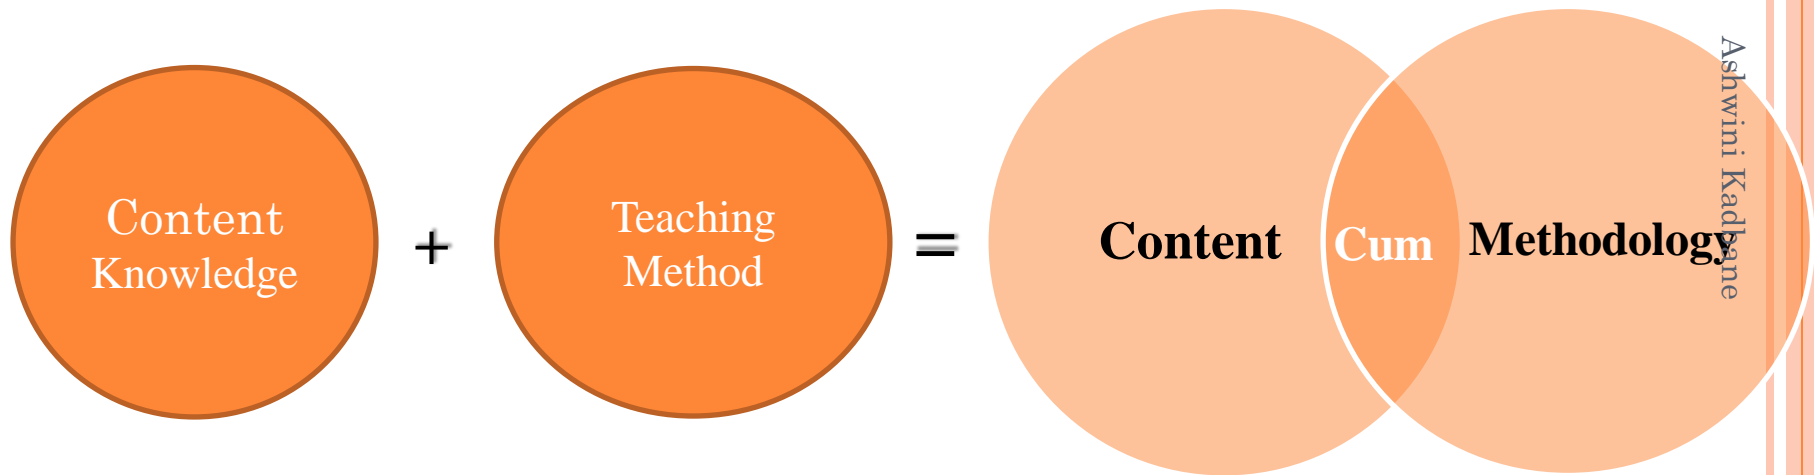 Content
Knowledge
+
Teaching
Method
=
Content
Cum
Methodology
Ashwini Kadbane